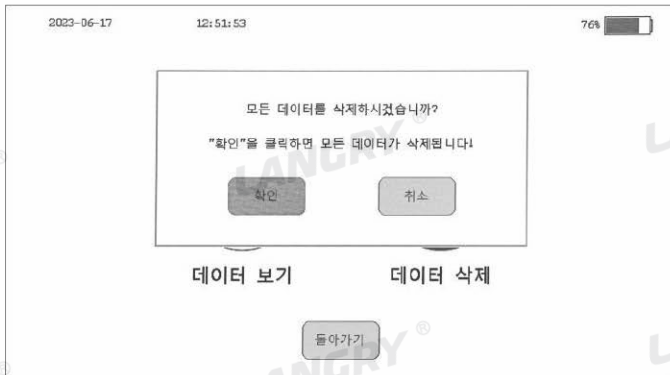 2023-06-17 12:51:53 76%
모든 데이터를 삭제하시겠습니까?
"확인"을 클릭하면 모든 데이터가 삭제됩니다!
확인 취소
데이터 보기 데이터 삭제
돌아가기
LANGRY®
LANGRY®